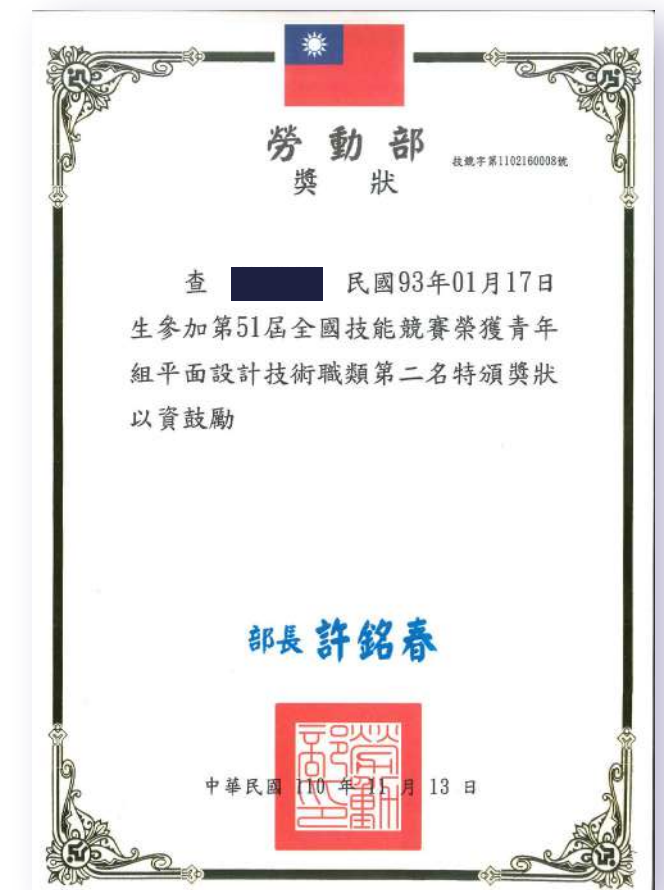 勞動部
獎狀
技競字第1102160008號
查 民國93年01月17日
生參加第51屆全國技能競賽榮獲青年
組平面設計技術職類第二名特頒獎狀
以資鼓勵
部長 許銘春
勞動部印
中華民國 110 年 11 月 13 日